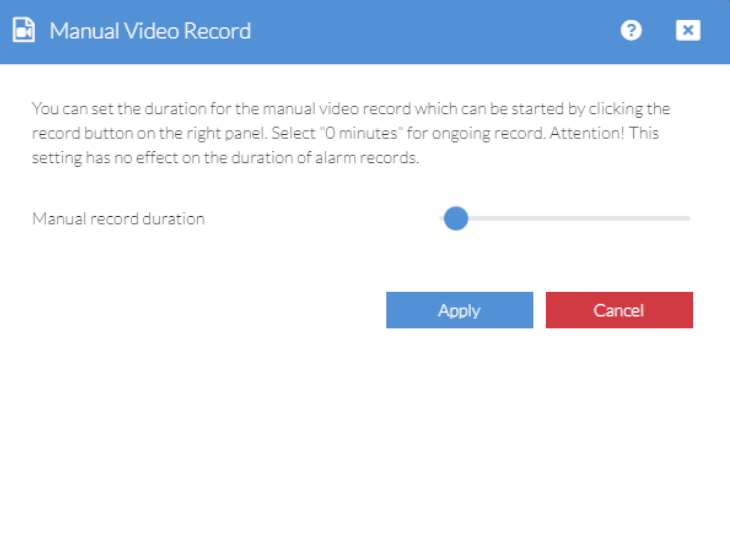 Manual Video Record
You can set the duration for the manual video record which can be started by clicking the
record button on the right panel. Select "0 minutes" for ongoing record. Attention! This
setting has no effect on the duration of alarm records.
Manual record duration
Apply
Cancel